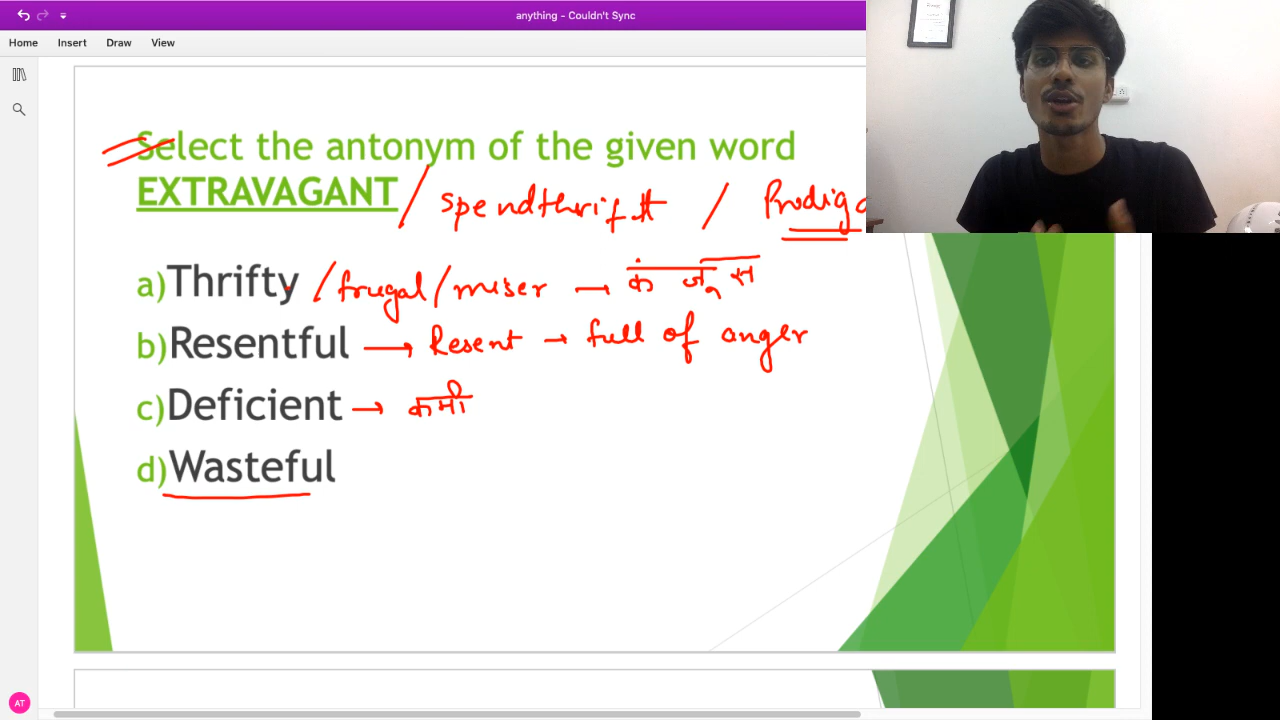 anything - Couldn't Sync
Home Insert Draw View
Select the antonym of the given word
EXTRAVAGANT / spendthrift / Prodiga
a)Thrifty / frugal / miser → कंजूस
b)Resentful → Resent → full of anger
c)Deficient → कमी
d)Wasteful
AT